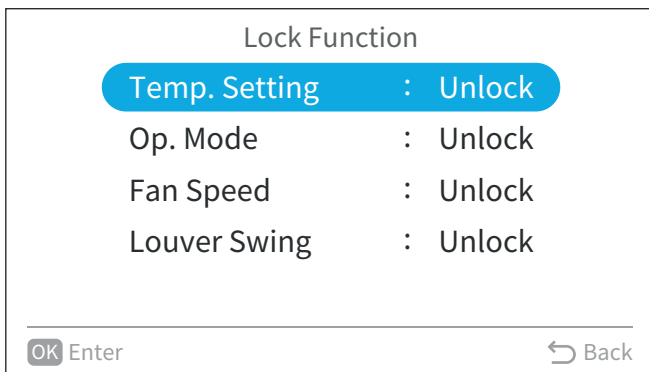 Lock Function
Temp. Setting : Unlock
Op. Mode : Unlock
Fan Speed : Unlock
Louver Swing : Unlock
OK Enter Back